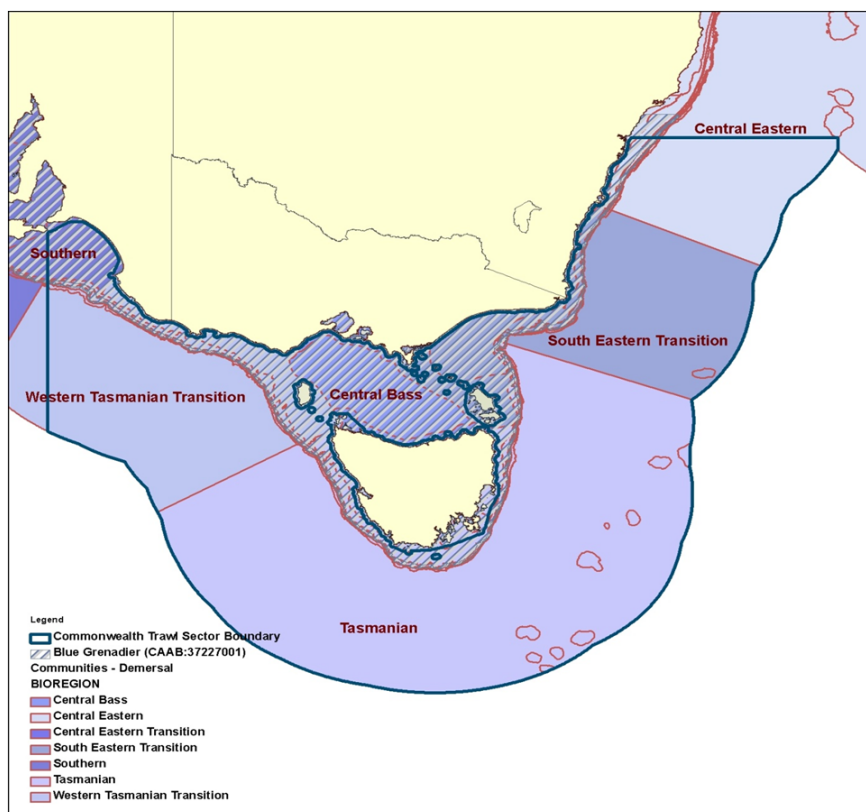 Central Eastern
Southern
South Eastern Transition
Western Tasmanian Transition
Central Bass
Tasmanian
Legend
Commonwealth Trawl Sector Boundary
Blue Grenadier (CAAB:37227001)
Communities - Demersal
BIOREGION
Central Bass
Central Eastern
Central Eastern Transition
South Eastern Transition
Southern
Tasmanian
Western Tasmanian Transition